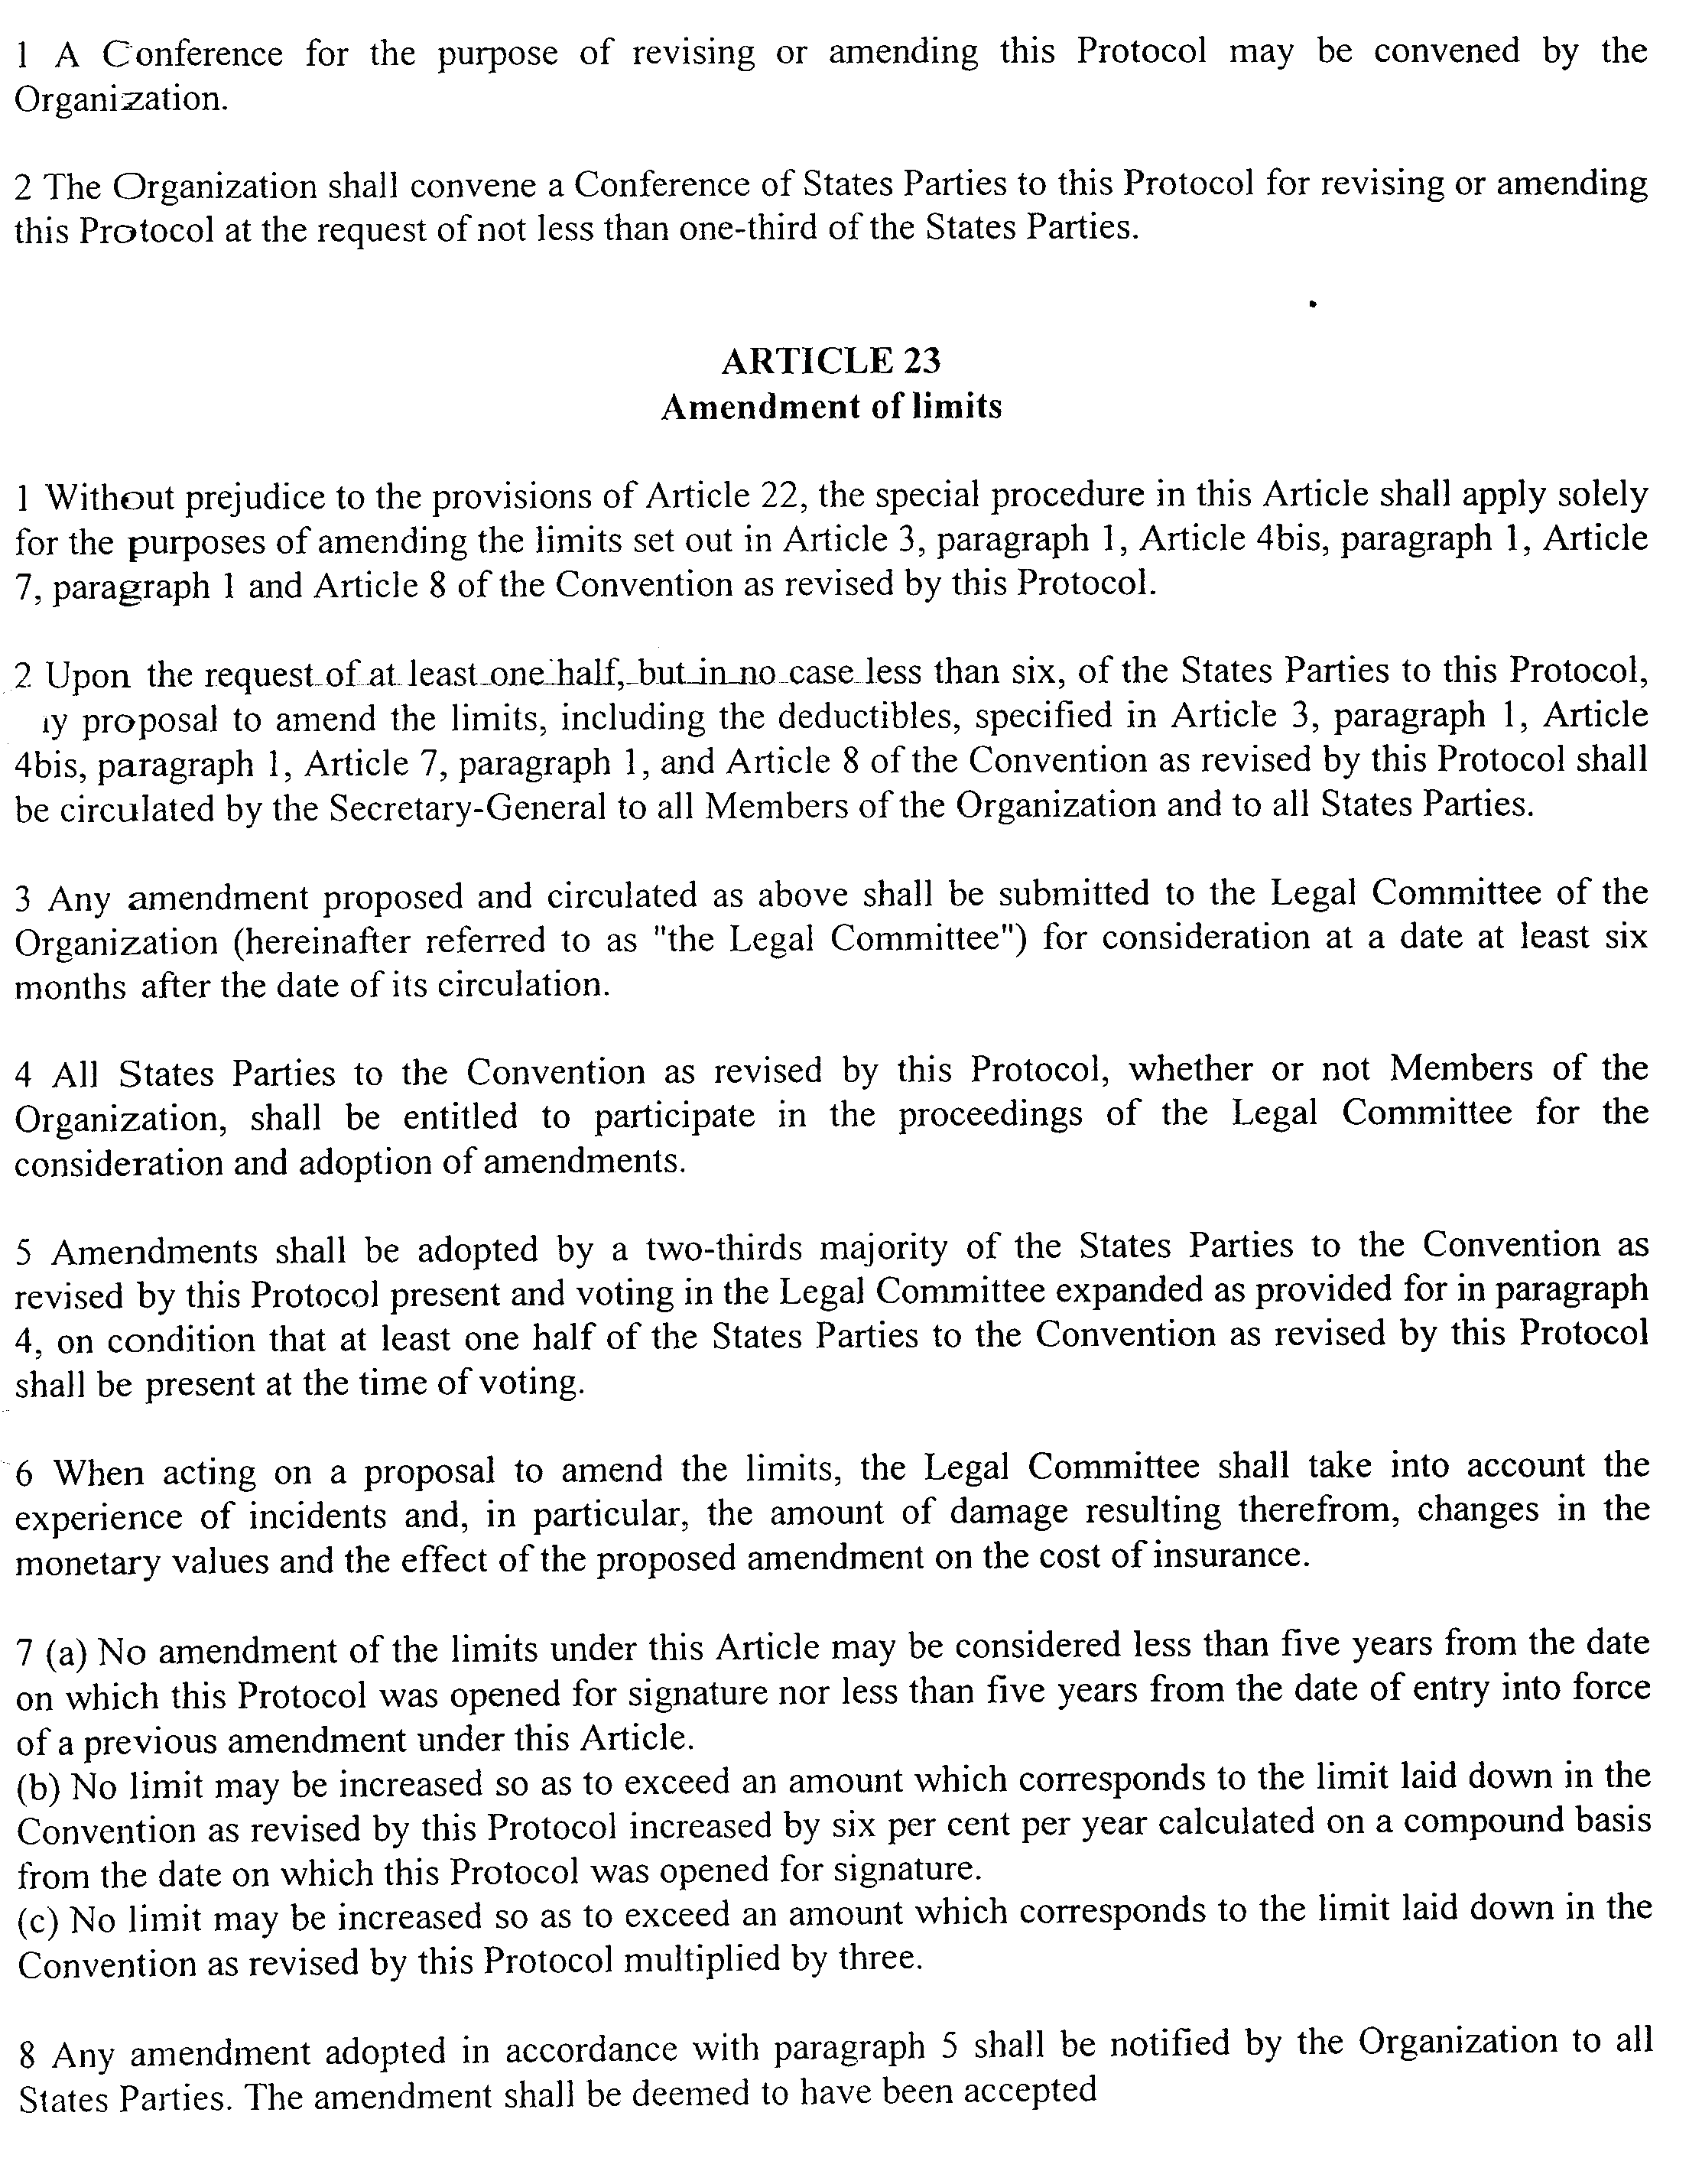 1 A Conference for the purpose of revising or amending this Protocol may be convened by the
Organization.
2 The Organization shall convene a Conference of States Parties to this Protocol for revising or amending
this Protocol at the request of not less than one-third of the States Parties.
ARTICLE 23
Amendment of limits
1 Without prejudice to the provisions of Article 22, the special procedure in this Article shall apply solely
for the purposes of amending the limits set out in Article 3, paragraph 1, Article 4bis, paragraph 1, Article
7, paragraph 1 and Article 8 of the Convention as revised by this Protocol.
2 Upon the request of at least one half, but in no case less than six, of the States Parties to this Protocol,
proposal to amend the limits, including the deductibles, specified in Article 3, paragraph 1, Article
4bis, paragraph 1, Article 7, paragraph 1, and Article 8 of the Convention as revised by this Protocol shall
be circulated by the Secretary-General to all Members of the Organization and to all States Parties.
3 Any amendment proposed and circulated as above shall be submitted to the Legal Committee of the
Organization (hereinafter referred to as "the Legal Committee") for consideration at a date at least six
months after the date of its circulation.
4 All States Parties to the Convention as revised by this Protocol, whether or not Members of the
Organization, shall be entitled to participate in the proceedings of the Legal Committee for the
consideration and adoption of amendments.
5 Amendments shall be adopted by a two-thirds majority of the States Parties to the Convention as
revised by this Protocol present and voting in the Legal Committee expanded as provided for in paragraph
4, on condition that at least one half of the States Parties to the Convention as revised by this Protocol
shall be present at the time of voting.
6 When acting on a proposal to amend the limits, the Legal Committee shall take into account the
experience of incidents and, in particular, the amount of damage resulting therefrom, changes in the
monetary values and the effect of the proposed amendment on the cost of insurance.
7 (a) No amendment of the limits under this Article may be considered less than five years from the date
on which this Protocol was opened for signature nor less than five years from the date of entry into force
of a previous amendment under this Article.
(b) No limit may be increased so as to exceed an amount which corresponds to the limit laid down in the
Convention as revised by this Protocol increased by six per cent per year calculated on a compound basis
from the date on which this Protocol was opened for signature.
(c) No limit may be increased so as to exceed an amount which corresponds to the limit laid down in the
Convention as revised by this Protocol multiplied by three.
8 Any amendment adopted in accordance with paragraph 5 shall be notified by the Organization to all
States Parties. The amendment shall be deemed to have been accepted